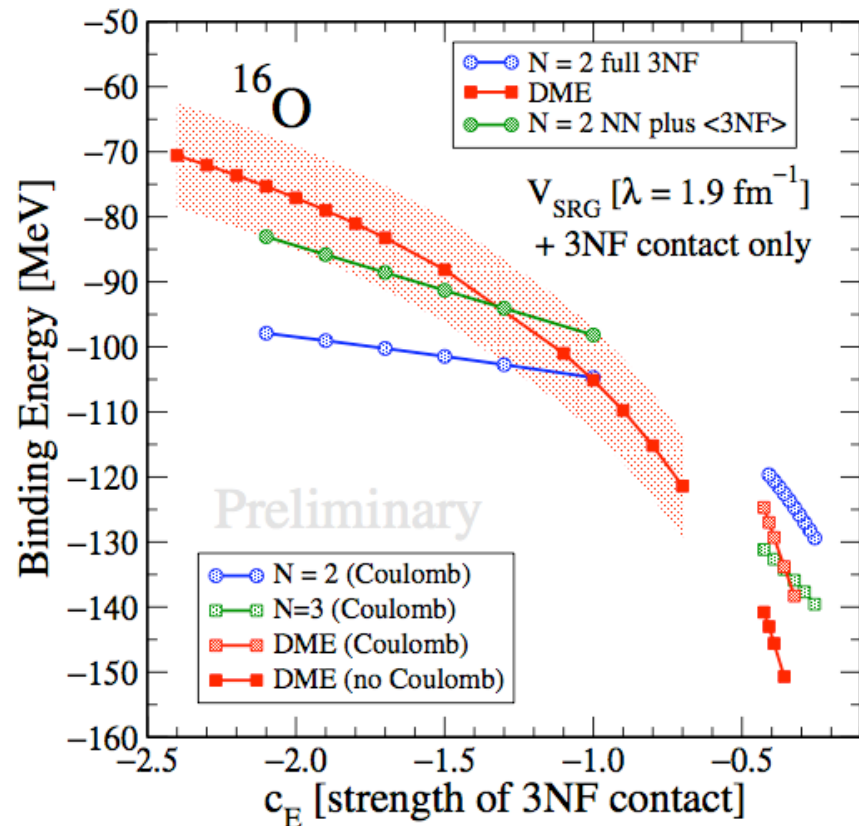 −50
−60
−70
−80
−90
−100
−110
−120
−130
−140
−150
−160
Binding Energy [MeV]
¹⁶O
N = 2 full 3NF
DME
N = 2 NN plus <3NF>
V_SRG [λ = 1.9 fm⁻¹]
+ 3NF contact only
Preliminary
N = 2 (Coulomb)
N=3 (Coulomb)
DME (Coulomb)
DME (no Coulomb)
−2.5 −2.0 −1.5 −1.0 −0.5
c_E [strength of 3NF contact]